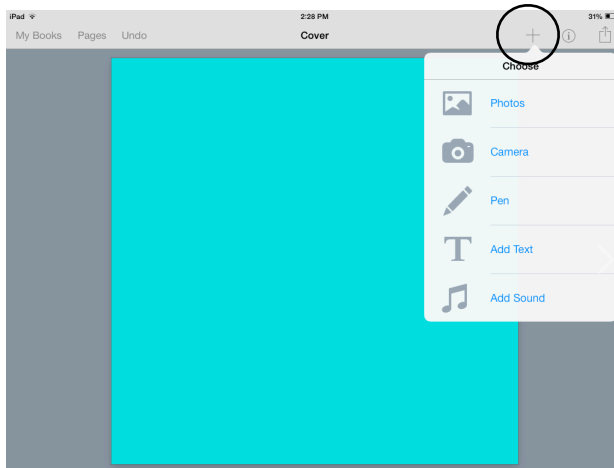 iPad 2:28 PM 31%
My Books Pages Undo Cover
Choose
Photos
Camera
Pen
Add Text
Add Sound